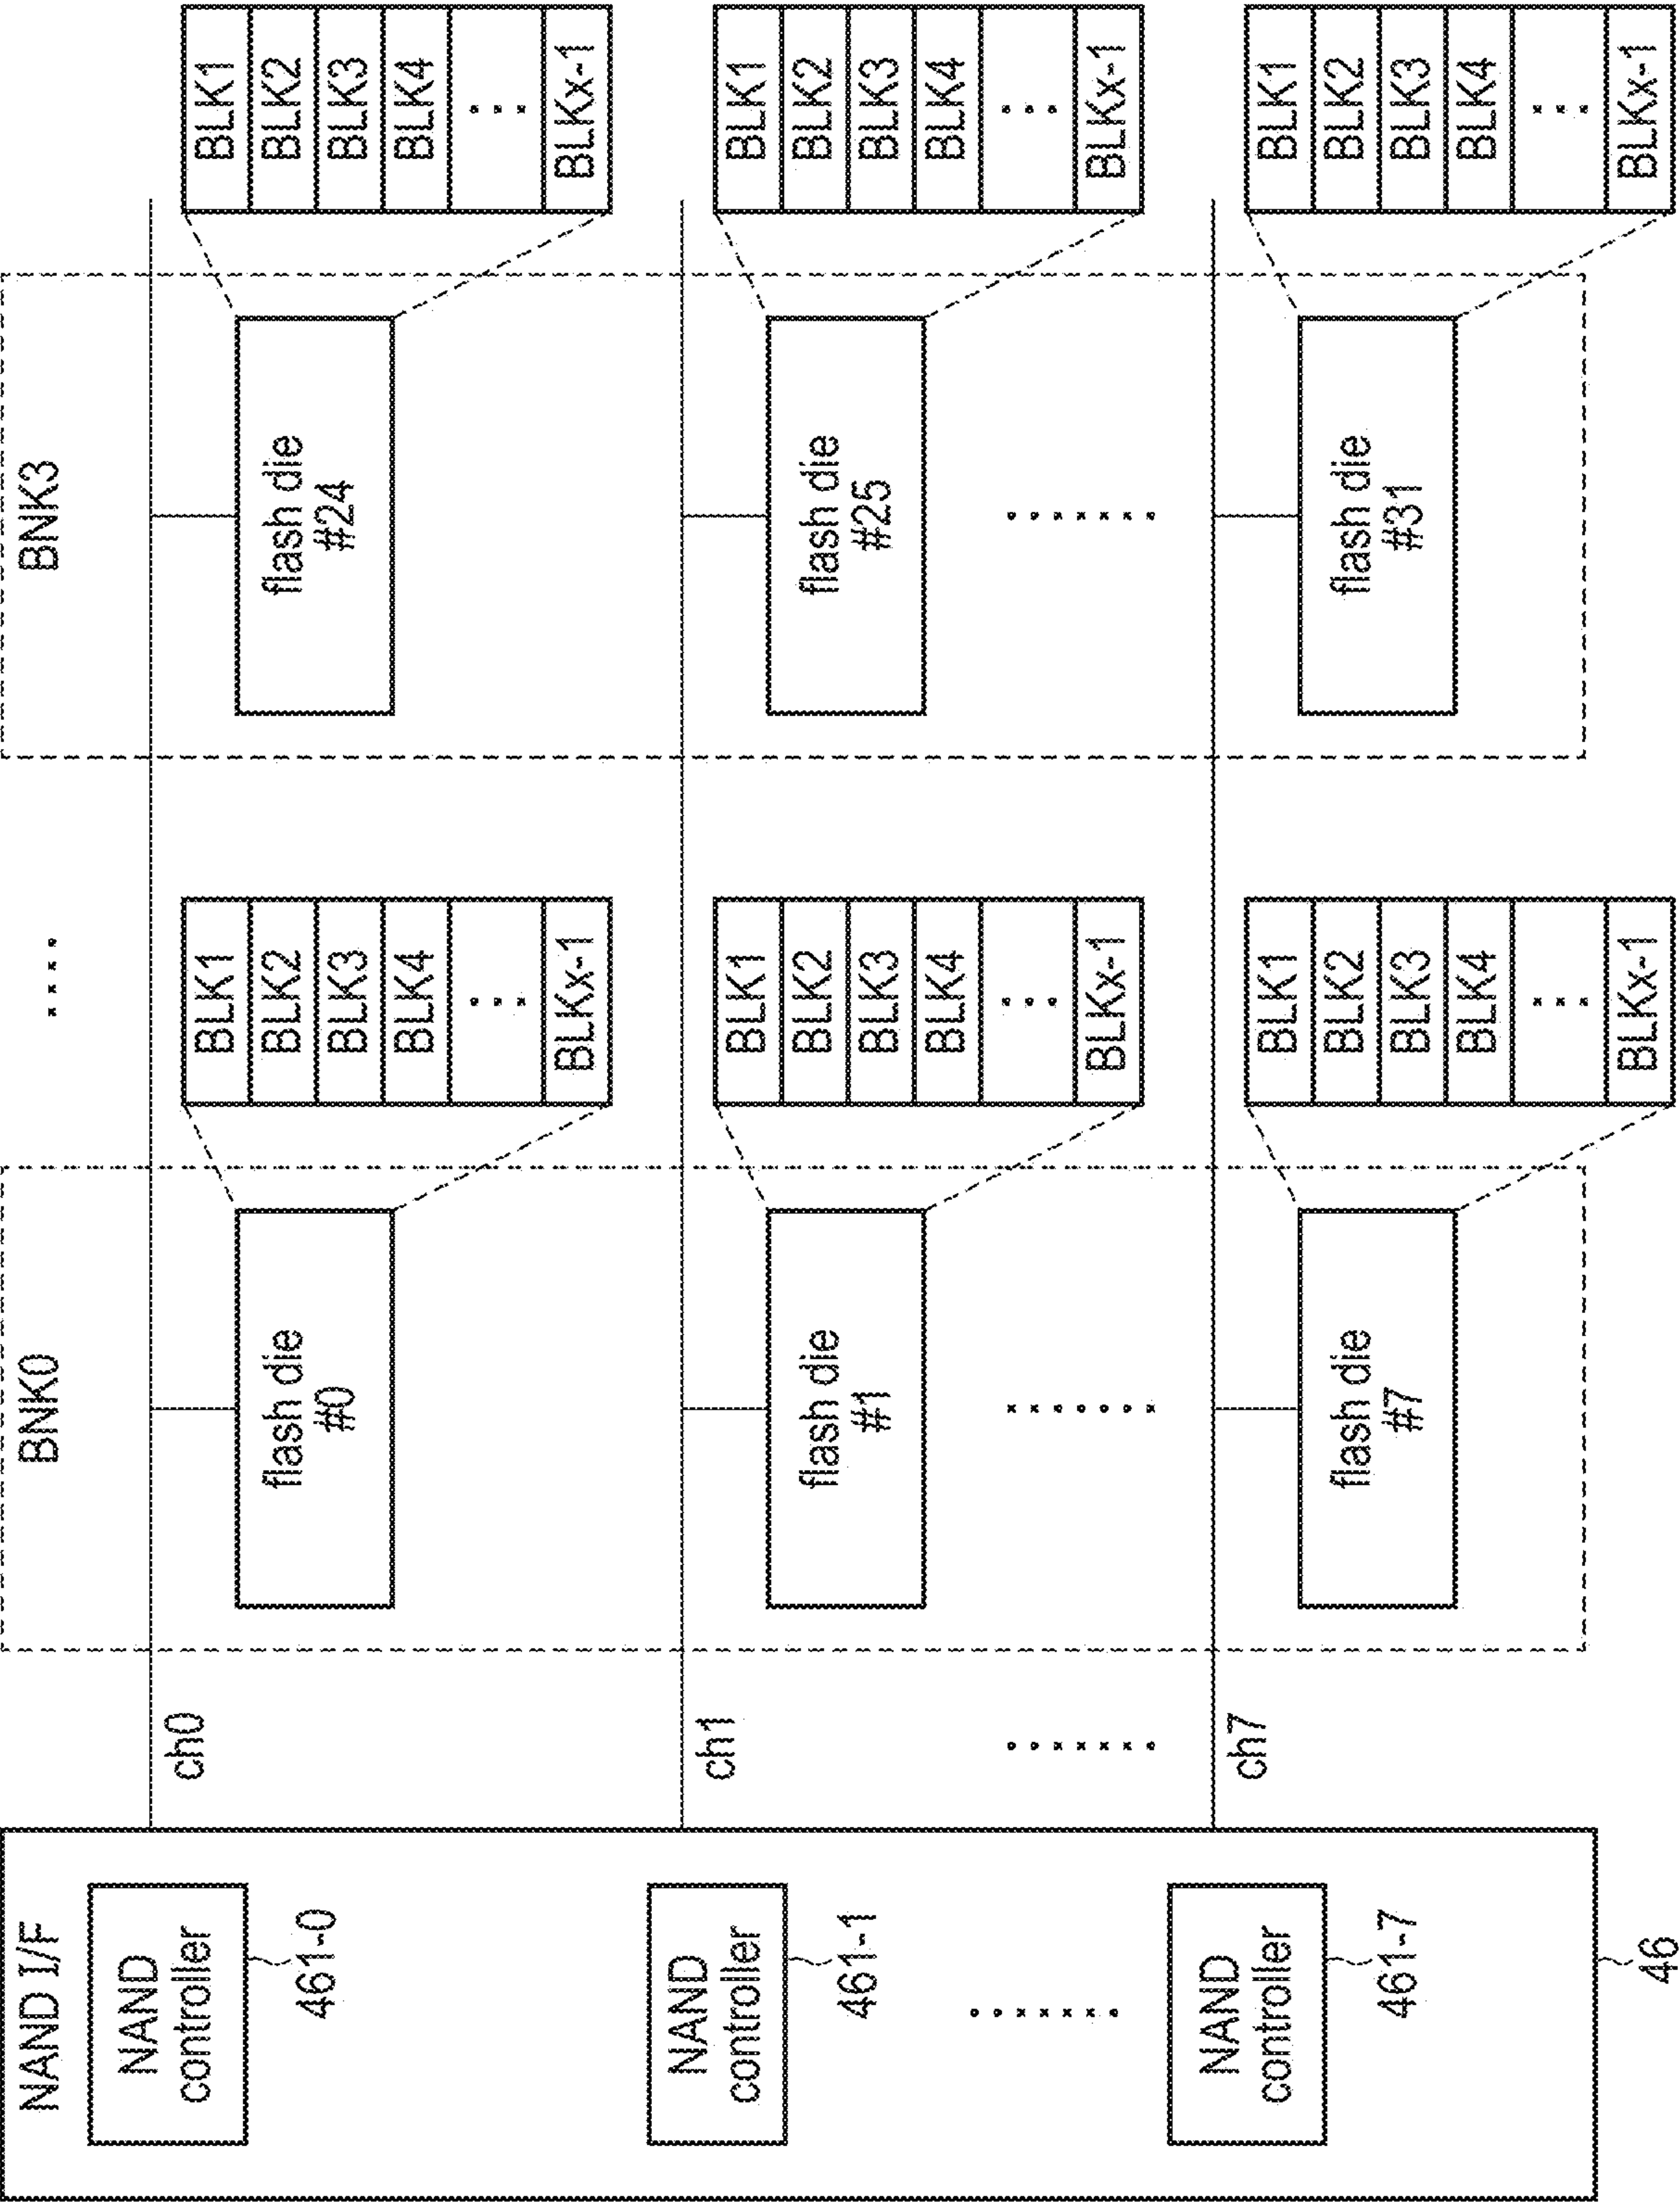 NAND I/F
NAND
controller
461-0
NAND
controller
461-1
NAND
controller
461-7
46
ch0
ch1
ch7
BNK0
flash die
#0
BLK1
BLK2
BLK3
BLK4
BLKx-1
flash die
#1
BLK1
BLK2
BLK3
BLK4
BLKx-1
flash die
#7
BLK1
BLK2
BLK3
BLK4
BLKx-1
BNK3
flash die
#24
BLK1
BLK2
BLK3
BLK4
BLKx-1
flash die
#25
BLK1
BLK2
BLK3
BLK4
BLKx-1
flash die
#31
BLK1
BLK2
BLK3
BLK4
BLKx-1